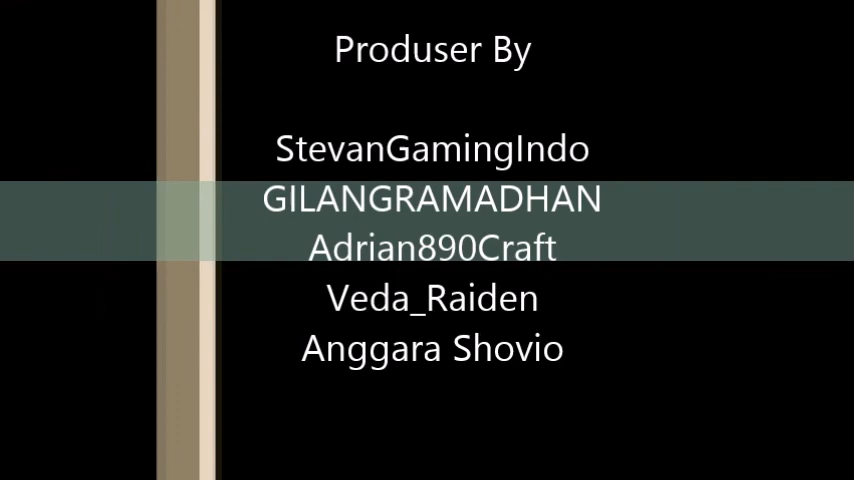 Produser By
StevanGamingIndo
GILANGRAMADHAN
Adrian890Craft
Veda_Raiden
Anggara Shovio